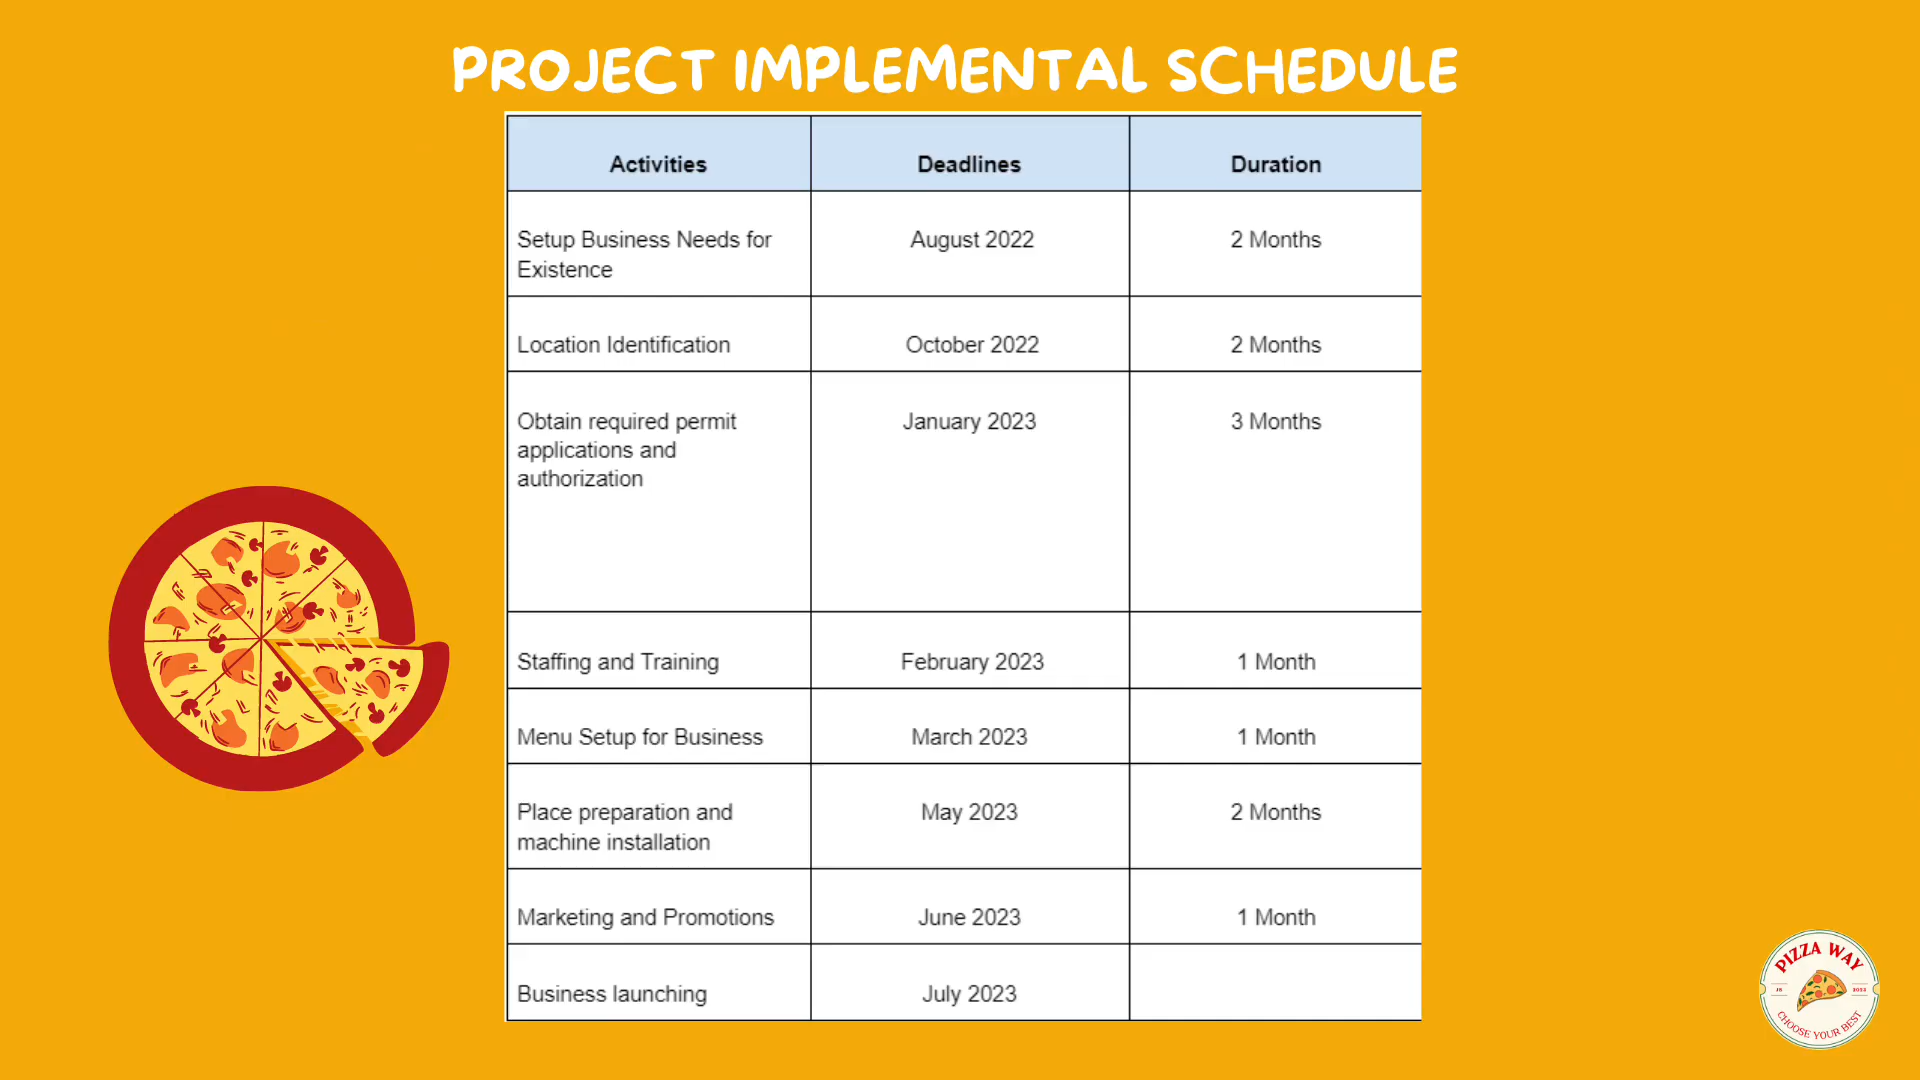 PROJECT IMPLEMENTAL SCHEDULE
Activities Deadlines Duration
Setup Business Needs for August 2022 2 Months
Existence
Location Identification October 2022 2 Months
Obtain required permit January 2023 3 Months
applications and
authorization
Staffing and Training February 2023 1 Month
Menu Setup for Business March 2023 1 Month
Place preparation and May 2023 2 Months
machine installation
Marketing and Promotions June 2023 1 Month
Business launching July 2023
PIZZA WAY
CHOOSE YOUR BEST